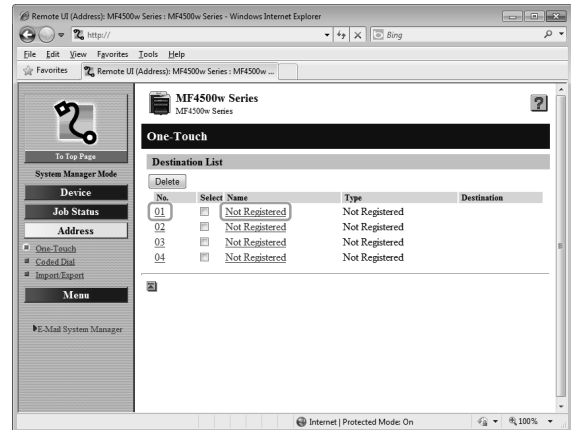 Remote UI (Address): MF4500w Series : MF4500w Series - Windows Internet Explorer
http://
Bing
File Edit View Favorites Tools Help
Favorites Remote UI (Address): MF4500w Series : MF4500w ...
MF4500w Series
MF4500w Series
To Top Page
System Manager Mode
Device
Job Status
Address
One-Touch
Coded Dial
Import/Export
Menu
E-Mail System Manager
One-Touch
Destination List
Delete
No. Select Name Type Destination
01 Not Registered Not Registered
02 Not Registered Not Registered
03 Not Registered Not Registered
04 Not Registered Not Registered
Internet | Protected Mode: On 100%